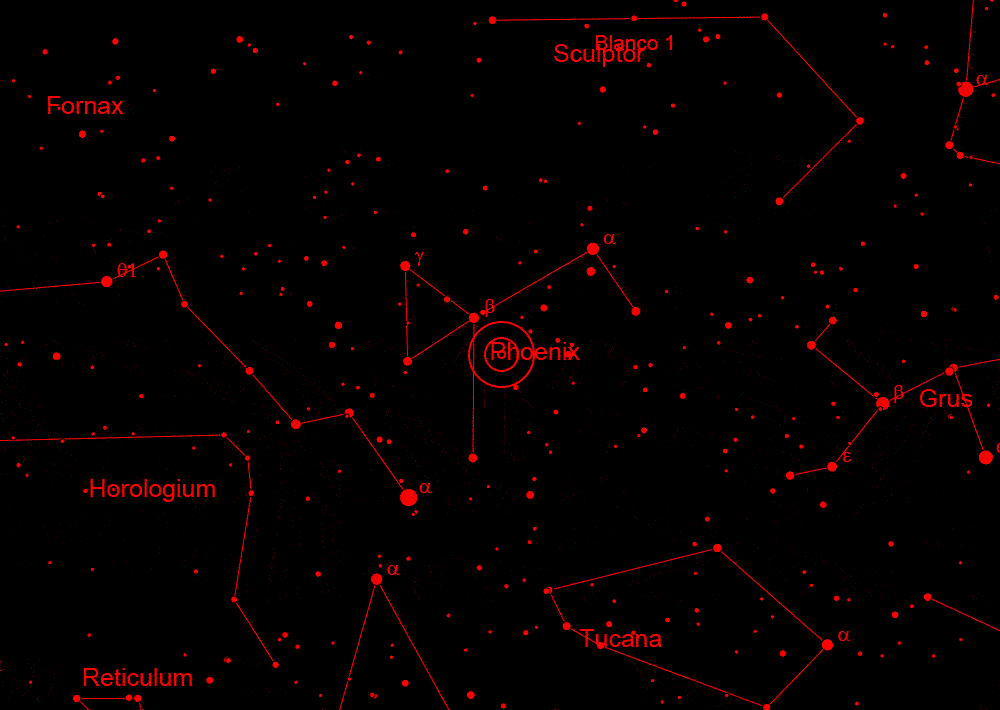 Blanco 1
Sculptor
α
Fornax
α
γ
θ1
β
Phoenix
β
Grus
ε
α
Horologium
α
α
Tucana
Reticulum